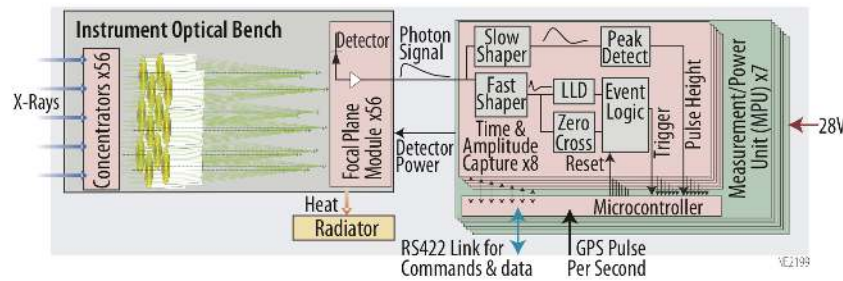 Instrument Optical Bench
X-Rays
Concentrators x56
Detector
Focal Plane
Module x56
Heat
Radiator
Photon
Signal
Detector
Power
Slow
Shaper
Peak
Detect
Fast
Shaper
LLD
Zero
Cross
Event
Logic
Time &
Amplitude
Capture x8
Reset
Trigger
Pulse Height
Microcontroller
Measurement/Power
Unit (MPU) x7
28V
RS422 Link for
Commands & data
GPS Pulse
Per Second